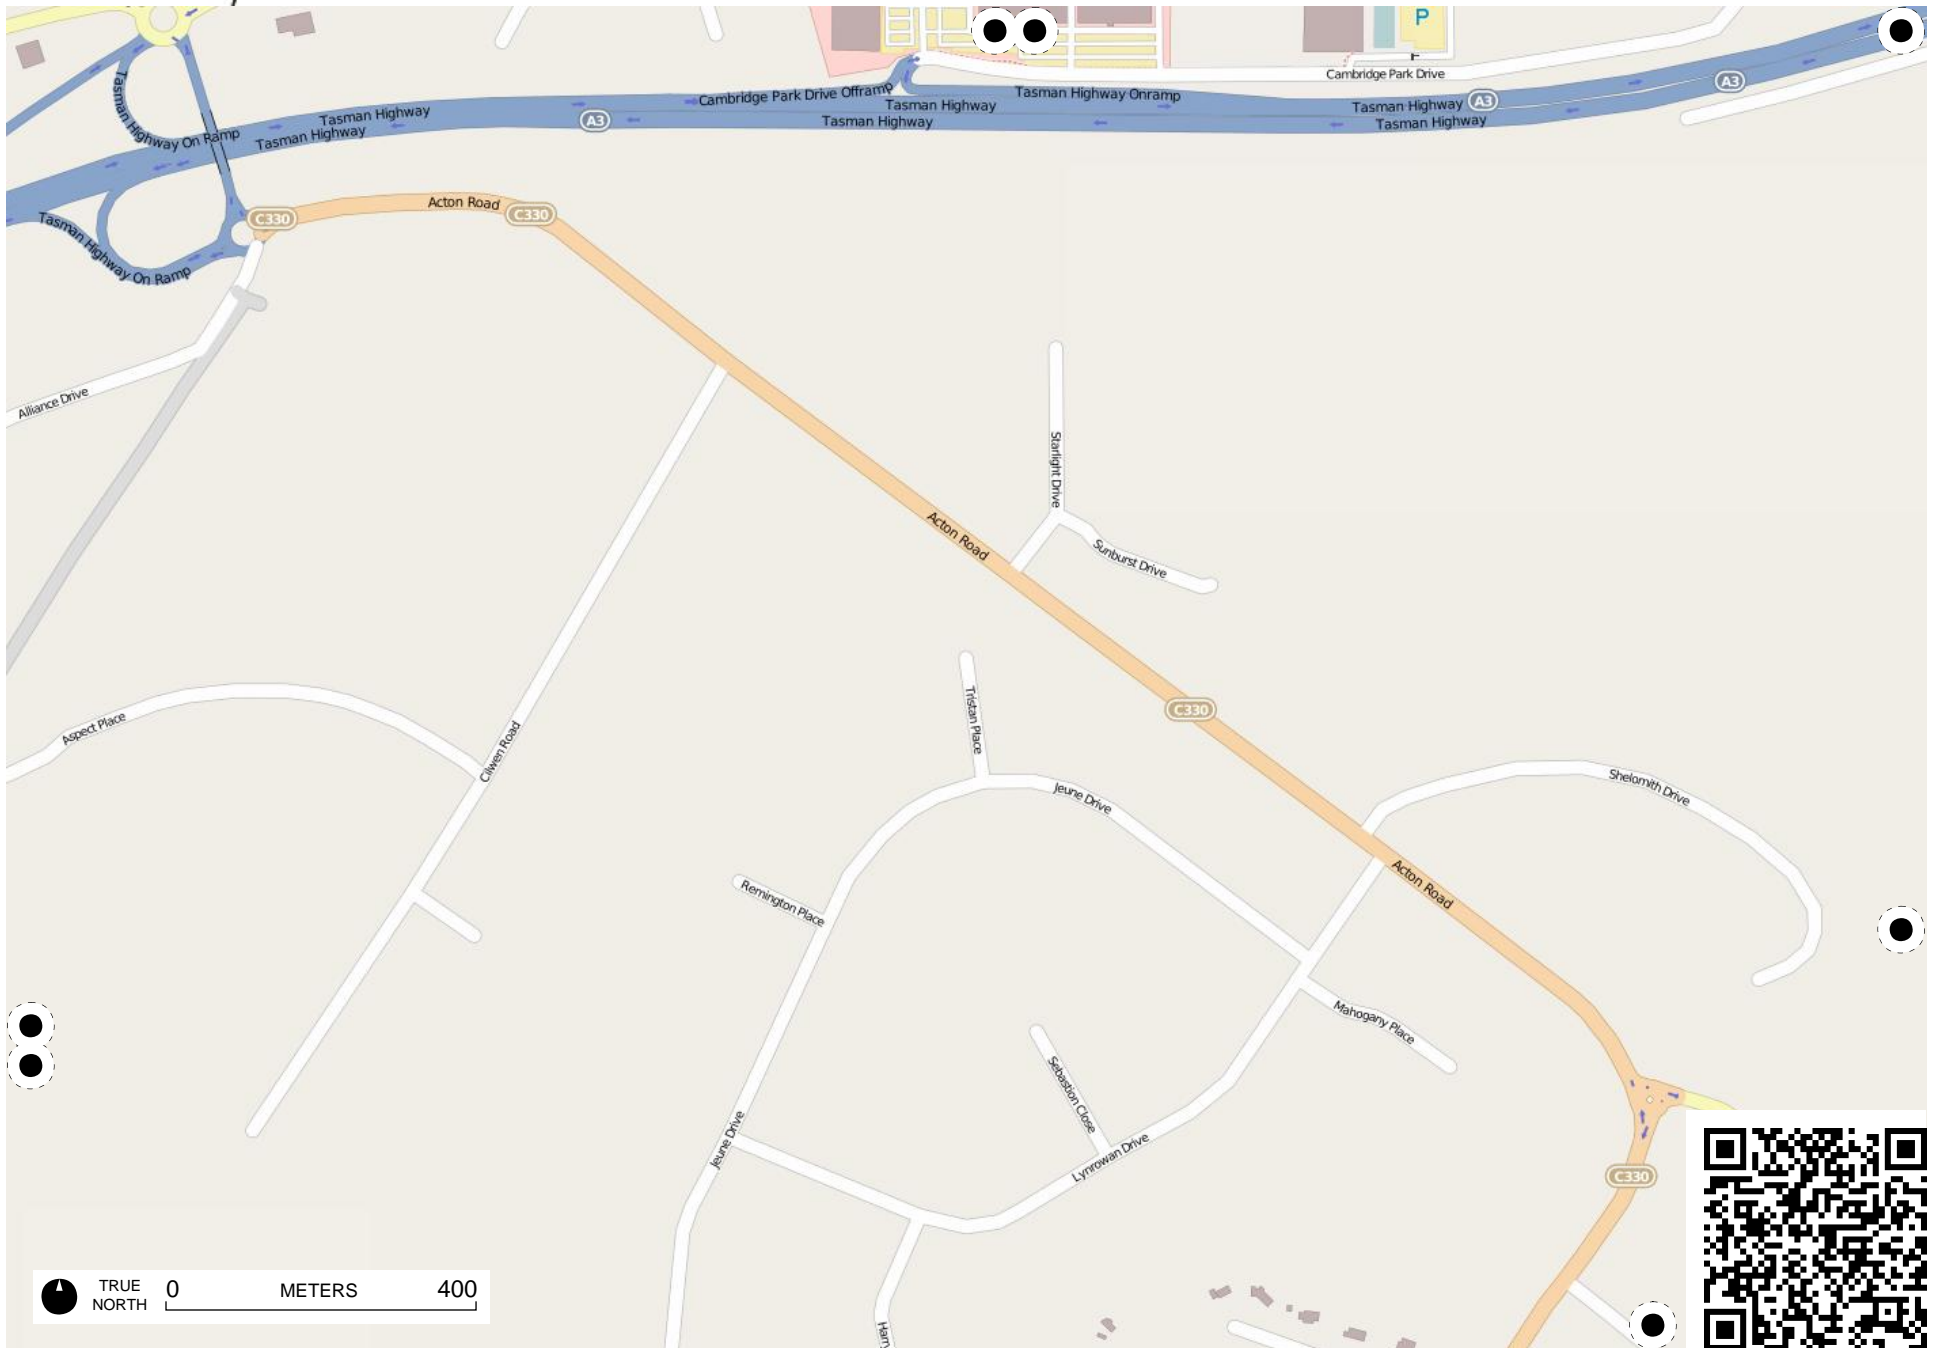 P
Cambridge Park Drive
A3
Tasman Highway On Ramp
Cambridge Park Drive Offramp
Tasman Highway Onramp
Tasman Highway
Tasman Highway
Tasman Highway
A3
Tasman Highway
A3
Tasman Highway
Tasman Highway
Tasman Highway
Acton Road
C330
C330
Tasman Highway On Ramp
Alliance Drive
Starlight Drive
Acton Road
Sunburst Drive
Tristan Place
C330
Aspect Place
Cilwen Road
Jeune Drive
Shelomith Drive
Acton Road
Remington Place
Mahogany Place
Sebastion Close
Jeune Drive
Lynrowan Drive
C330
TRUE
NORTH
0
METERS
400